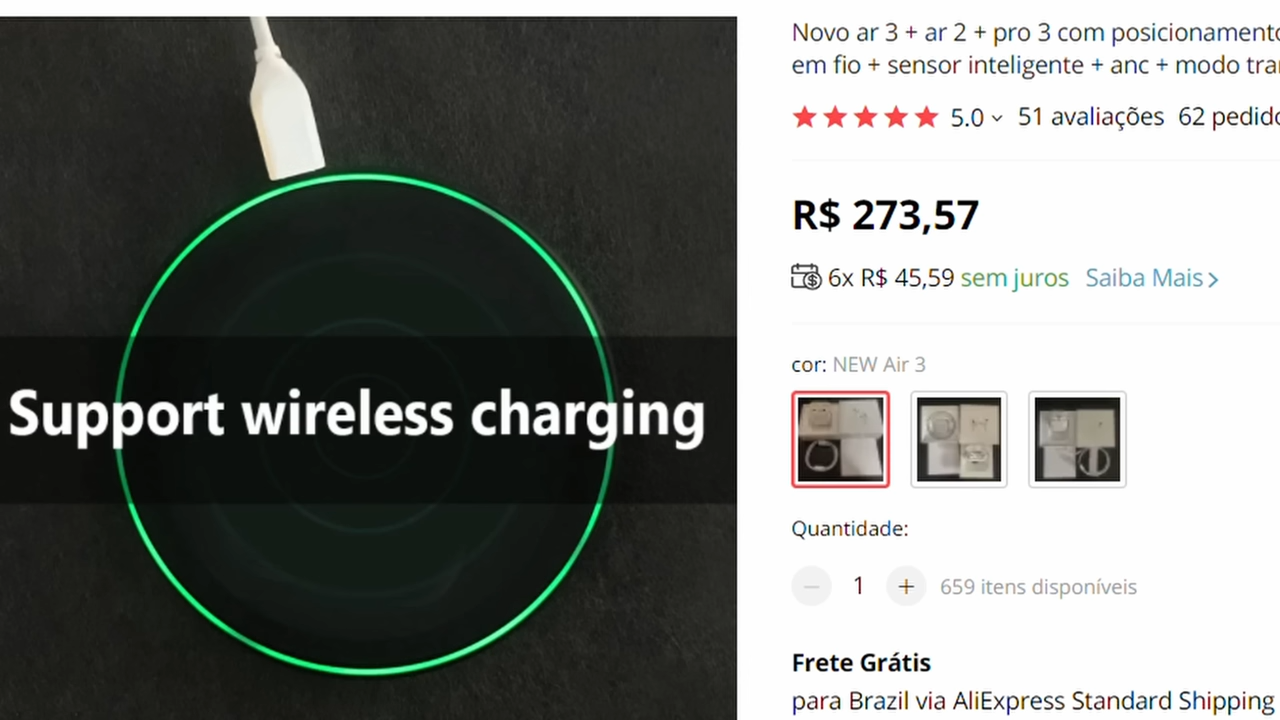 Support wireless charging
Novo ar 3 + ar 2 + pro 3 com posicionamento
em fio + sensor inteligente + anc + modo tra
5.0 51 avaliações 62 pedido
R$ 273,57
6x R$ 45,59 sem juros Saiba Mais
cor: NEW Air 3
Quantidade:
1
659 itens disponíveis
Frete Grátis
para Brazil via AliExpress Standard Shipping